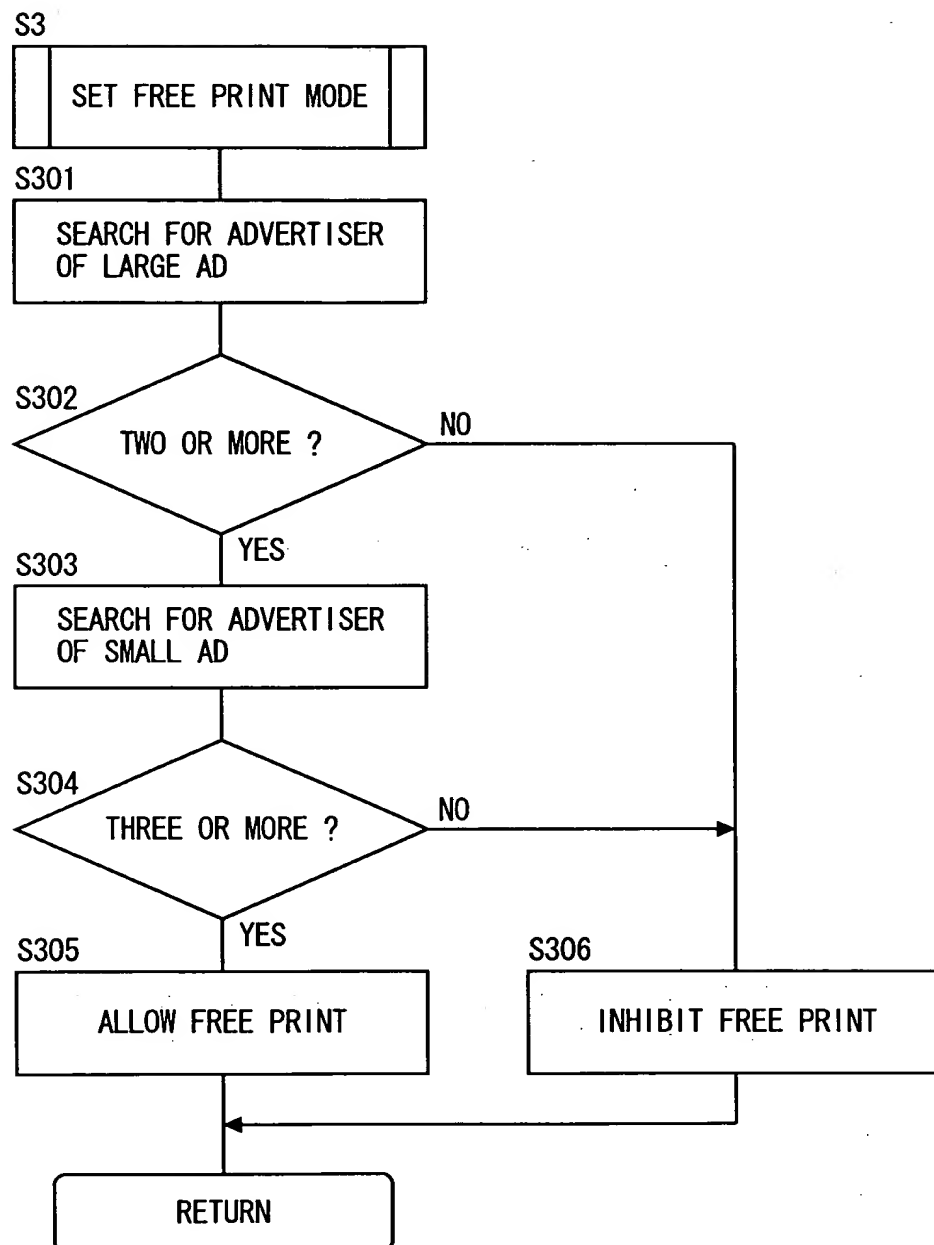 S3
SET FREE PRINT MODE
S301
SEARCH FOR ADVERTISER
OF LARGE AD
S302
TWO OR MORE ?
NO
YES
S303
SEARCH FOR ADVERTISER
OF SMALL AD
S304
THREE OR MORE ?
NO
YES
S305
ALLOW FREE PRINT
S306
INHIBIT FREE PRINT
RETURN